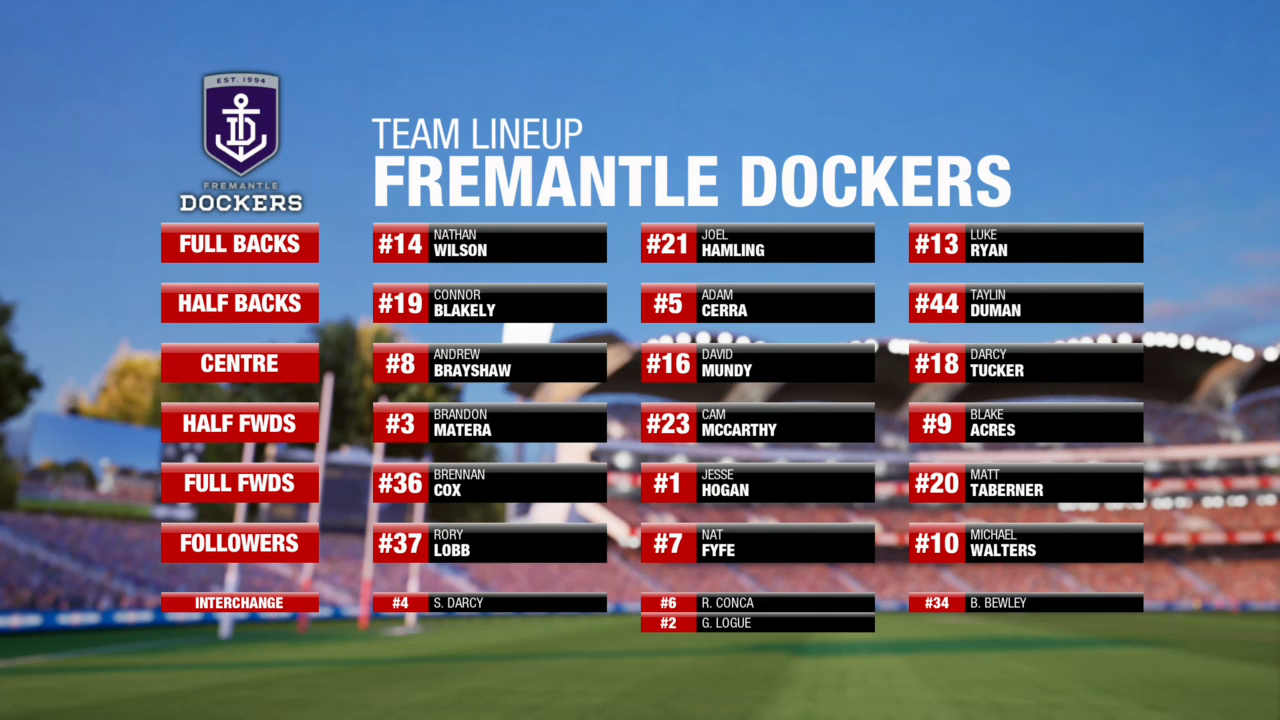 EST. 1994
FREMANTLE
DOCKERS
TEAM LINEUP
FREMANTLE DOCKERS
FULL BACKS
#14 NATHAN WILSON
#21 JOEL HAMLING
#13 LUKE RYAN
HALF BACKS
#19 CONNOR BLAKELY
#5 ADAM CERRA
#44 TAYLIN DUMAN
CENTRE
#8 ANDREW BRAYSHAW
#16 DAVID MUNDY
#18 DARCY TUCKER
HALF FWDS
#3 BRANDON MATERA
#23 CAM MCCARTHY
#9 BLAKE ACRES
FULL FWDS
#36 BRENNAN COX
#1 JESSE HOGAN
#20 MATT TABERNER
FOLLOWERS
#37 RORY LOBB
#7 NAT FYFE
#10 MICHAEL WALTERS
INTERCHANGE
#4 S. DARCY
#6 R. CONCA
#34 B. BEWLEY
#2 G. LOGUE